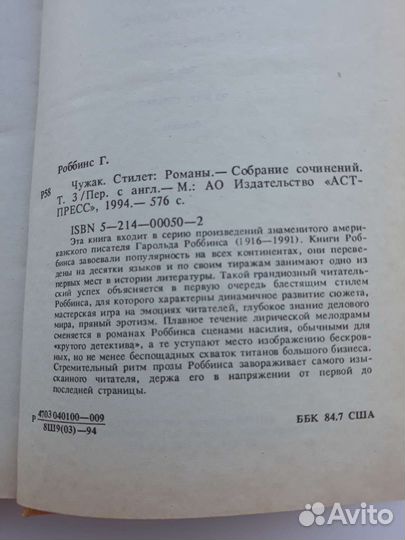 Роббинс Г.
Р58
Чужак. Стилет: Романы.— Собрание сочинений.
Т. 3/Пер. с англ.— М.: АО Издательство «АСТ-
ПРЕСС», 1994.— 576 с.
ISBN 5—214—00050—2
Эта книга входит в серию произведений знаменитого амери-
канского писателя Гарольда Роббинса (1916—1991). Книги Роб-
бинса завоевали популярность на всех континентах, они переве-
дены на десятки языков и по своим тиражам занимают одно из
первых мест в истории литературы. Такой грандиозный читатель-
ский успех объясняется в первую очередь блестящим стилем
Роббинса, для которого характерны динамичное развитие сюжета,
мастерская игра на эмоциях читателей, глубокое знание делового
мира, пряный эротизм. Плавное течение лирической мелодрамы
сменяется в романах Роббинса сценами насилия, обычными для
«крутого детектива», а те уступают место изображению бескров-
ных, но не менее беспощадных схваток титанов большого бизнеса.
Стремительный ритм прозы Роббинса завораживает самого изы-
сканного читателя, держа его в напряжении от первой до
последней страницы.
Р 4703 040100—009
8Ш9(03)—94
ББК 84.7 США
Avito